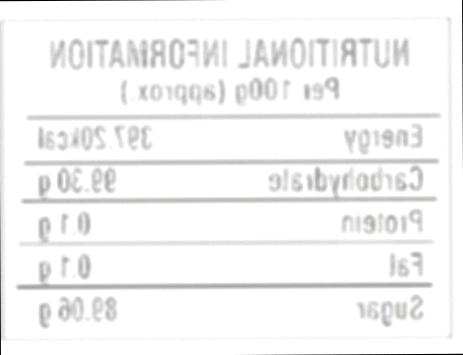 NUTRITIONAL INFORMATION
Per 100g (approx.)
Energy 397.20kcal
Carbohydrate 99.30 g
Protein 0.1 g
Fat 0.1 g
Sugar 89.06 g